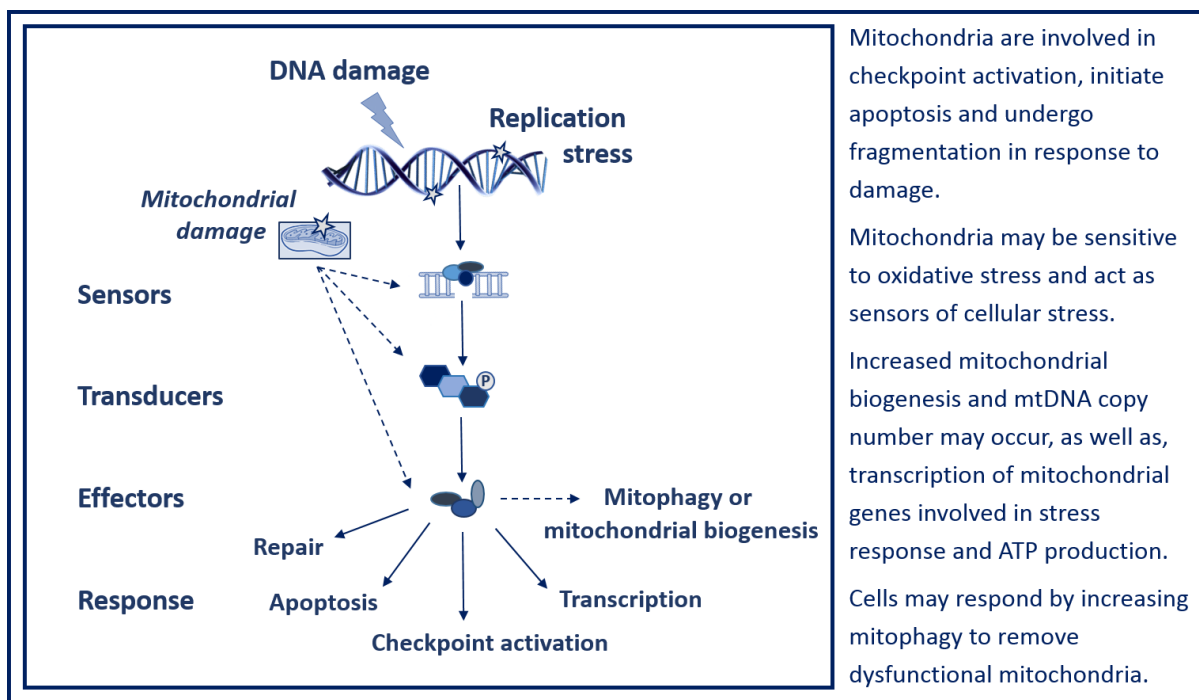 DNA damage
Replication
stress
Mitochondrial
damage
Sensors
Transducers
P
Effectors
Mitophagy or
mitochondrial biogenesis
Repair
Response
Apoptosis
Transcription
Checkpoint activation
Mitochondria are involved in
checkpoint activation, initiate
apoptosis and undergo
fragmentation in response to
damage.
Mitochondria may be sensitive
to oxidative stress and act as
sensors of cellular stress.
Increased mitochondrial
biogenesis and mtDNA copy
number may occur, as well as,
transcription of mitochondrial
genes involved in stress
response and ATP production.
Cells may respond by increasing
mitophagy to remove
dysfunctional mitochondria.